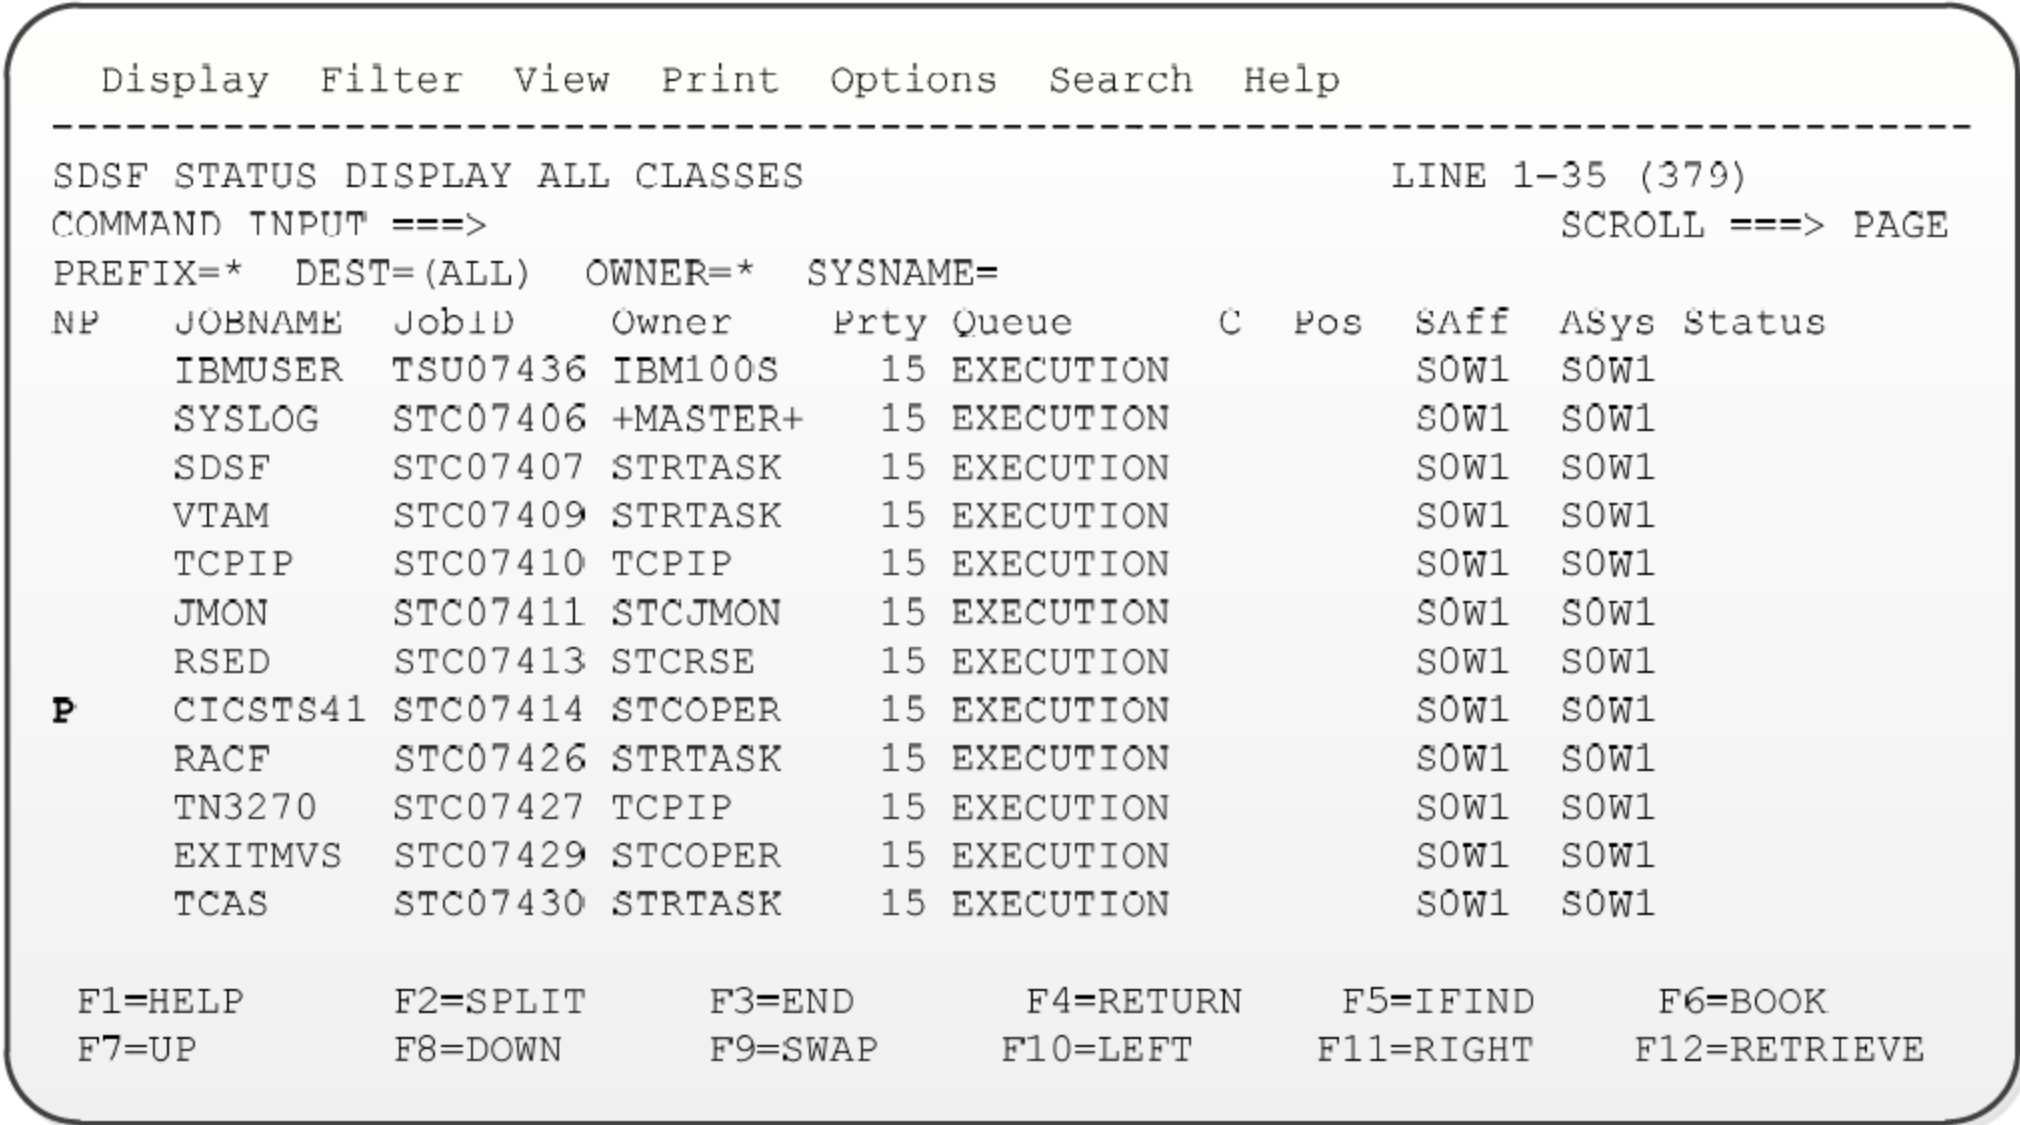 Display Filter View Print Options Search Help
--------------------------------------------------------------------------------
SDSF STATUS DISPLAY ALL CLASSES LINE 1-35 (379)
COMMAND INPUT ===> SCROLL ===> PAGE
PREFIX=* DEST=(ALL) OWNER=* SYSNAME=
NP JOBNAME JobID Owner Prty Queue C Pos SAff ASys Status
IBMUSER TSU07436 IBM100S 15 EXECUTION S0W1 S0W1
SYSLOG STC07406 +MASTER+ 15 EXECUTION S0W1 S0W1
SDSF STC07407 STRTASK 15 EXECUTION S0W1 S0W1
VTAM STC07409 STRTASK 15 EXECUTION S0W1 S0W1
TCPIP STC07410 TCPIP 15 EXECUTION S0W1 S0W1
JMON STC07411 STCJMON 15 EXECUTION S0W1 S0W1
RSED STC07413 STCRSE 15 EXECUTION S0W1 S0W1
P CICSTS41 STC07414 STCOPER 15 EXECUTION S0W1 S0W1
RACF STC07426 STRTASK 15 EXECUTION S0W1 S0W1
TN3270 STC07427 TCPIP 15 EXECUTION S0W1 S0W1
EXITMVS STC07429 STCOPER 15 EXECUTION S0W1 S0W1
TCAS STC07430 STRTASK 15 EXECUTION S0W1 S0W1
F1=HELP F2=SPLIT F3=END F4=RETURN F5=IFIND F6=BOOK
F7=UP F8=DOWN F9=SWAP F10=LEFT F11=RIGHT F12=RETRIEVE